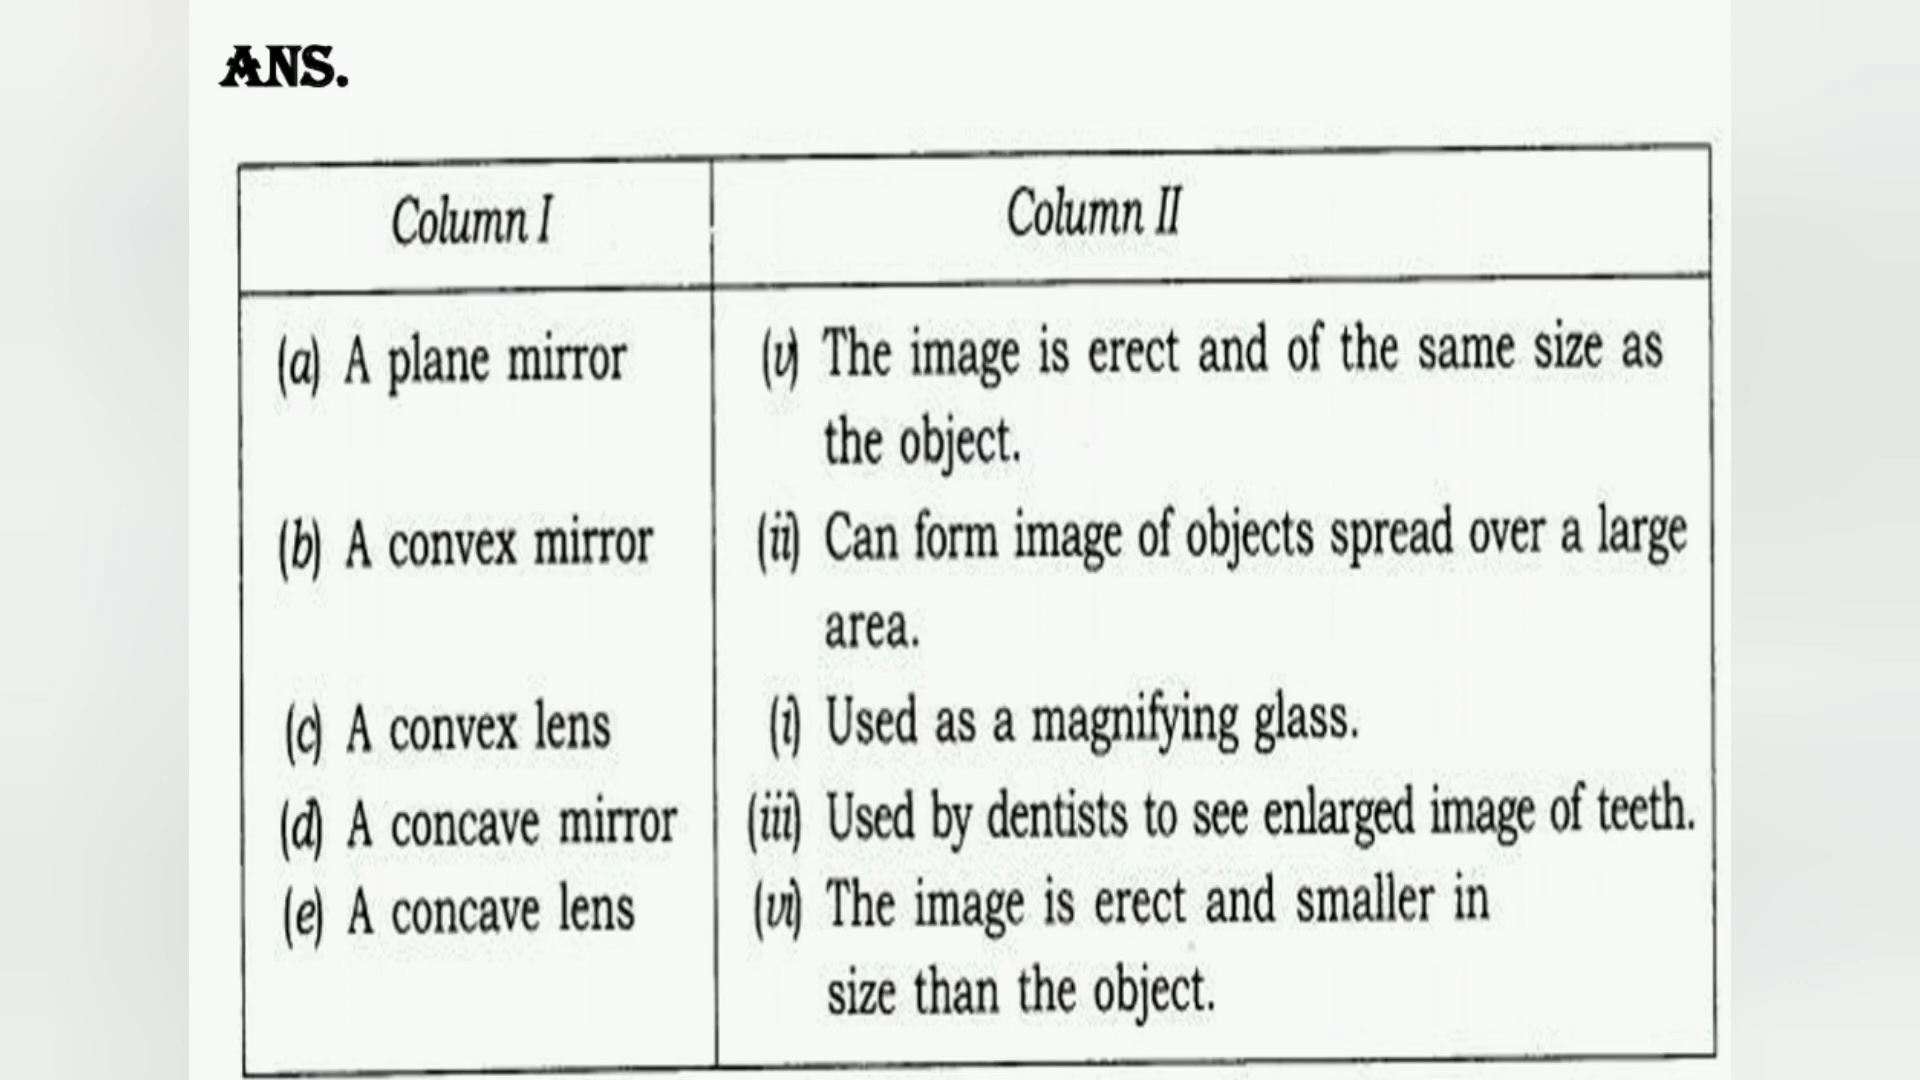 ANS.
Column I Column II
(a) A plane mirror (v) The image is erect and of the same size as
the object.
(b) A convex mirror (ii) Can form image of objects spread over a large
area.
(c) A convex lens (i) Used as a magnifying glass.
(d) A concave mirror (iii) Used by dentists to see enlarged image of teeth.
(e) A concave lens (vi) The image is erect and smaller in
size than the object.